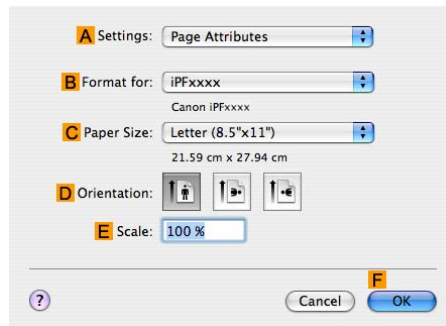 A Settings: Page Attributes
B Format for: iPFxxxx
Canon iPFxxxx
C Paper Size: Letter (8.5"x11")
21.59 cm x 27.94 cm
D Orientation:
E Scale: 100 %
F
? Cancel OK